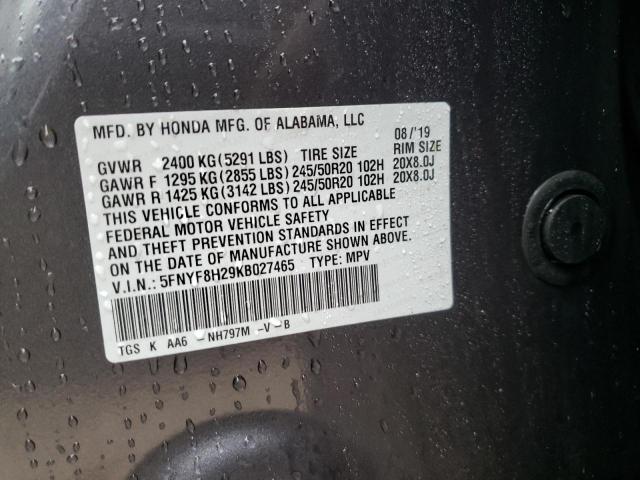 MFD. BY HONDA MFG. OF ALABAMA, LLC 08/'19
GVWR 2400 KG (5291 LBS) TIRE SIZE RIM SIZE
GAWR F 1295 KG (2855 LBS) 245/50R20 102H 20X8.0J
GAWR R 1425 KG (3142 LBS) 245/50R20 102H 20X8.0J
THIS VEHICLE CONFORMS TO ALL APPLICABLE
FEDERAL MOTOR VEHICLE SAFETY
AND THEFT PREVENTION STANDARDS IN EFFECT
ON THE DATE OF MANUFACTURE SHOWN ABOVE.
V.I.N.: 5FNYF8H29KB027465 TYPE: MPV
TGS K AA6 -NH797M -V-B